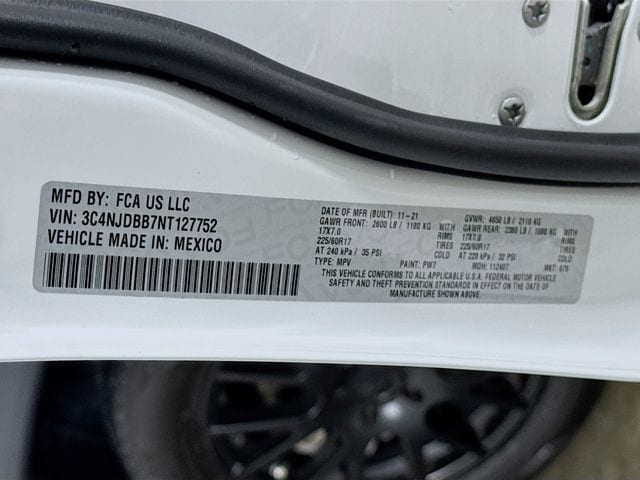 MFD BY: FCA US LLC
VIN: 3C4NJDBB7NT127752
VEHICLE MADE IN: MEXICO
DATE OF MFR (BUILT): 11-21 GVWR: 4650 LB / 2110 KG
GAWR FRONT: 2600 LB / 1180 KG WITH GAWR REAR: 2380 LB / 1080 KG WITH
17X7.0 RIMS 17X7.0 RIMS
225/60R17 TIRES 225/60R17 TIRES
AT 240 kPa / 35 PSI COLD AT 220 kPa / 32 PSI COLD
TYPE: MPV PAINT: PW7 MDH: 112407 MKT: 875
THIS VEHICLE CONFORMS TO ALL APPLICABLE U.S.A. FEDERAL MOTOR VEHICLE
SAFETY AND THEFT PREVENTION STANDARDS IN EFFECT ON THE DATE OF
MANUFACTURE SHOWN ABOVE.